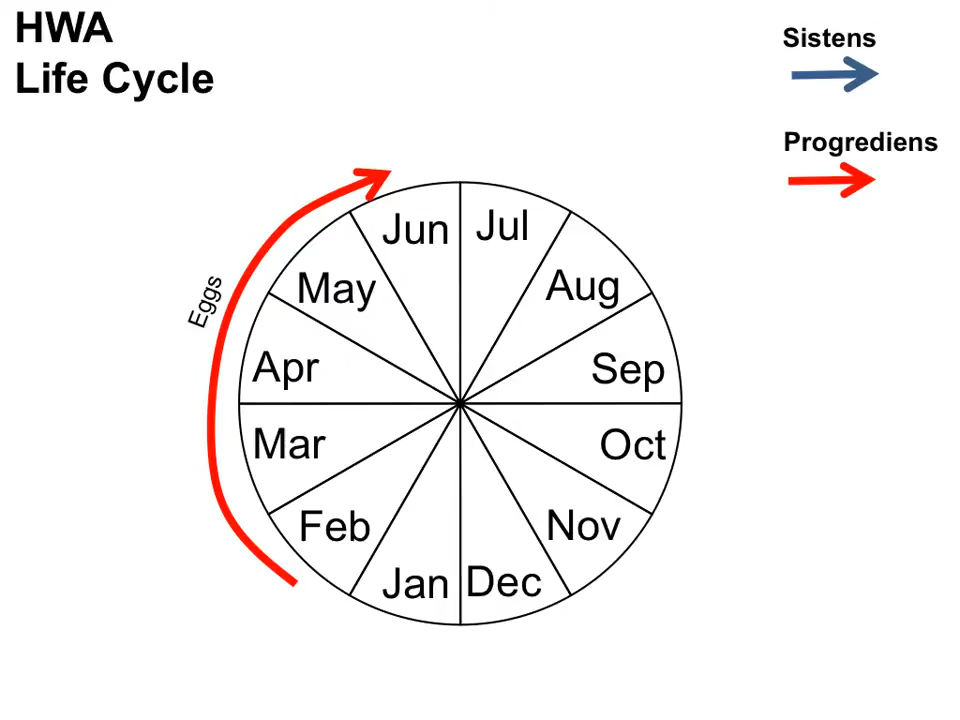 HWA
Life Cycle
Sistens
Progrediens
Eggs
Jun
Jul
May
Aug
Apr
Sep
Mar
Oct
Feb
Nov
Jan
Dec